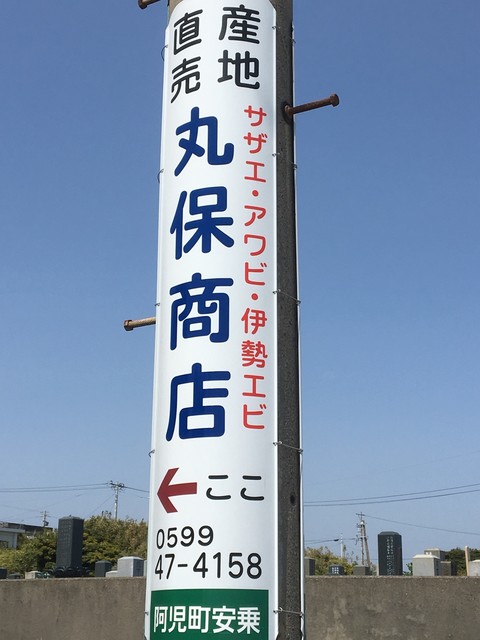 産地
直売
サザエ・アワビ・伊勢エビ
丸保商店
ここ
0599
47-4158
阿児町安乗